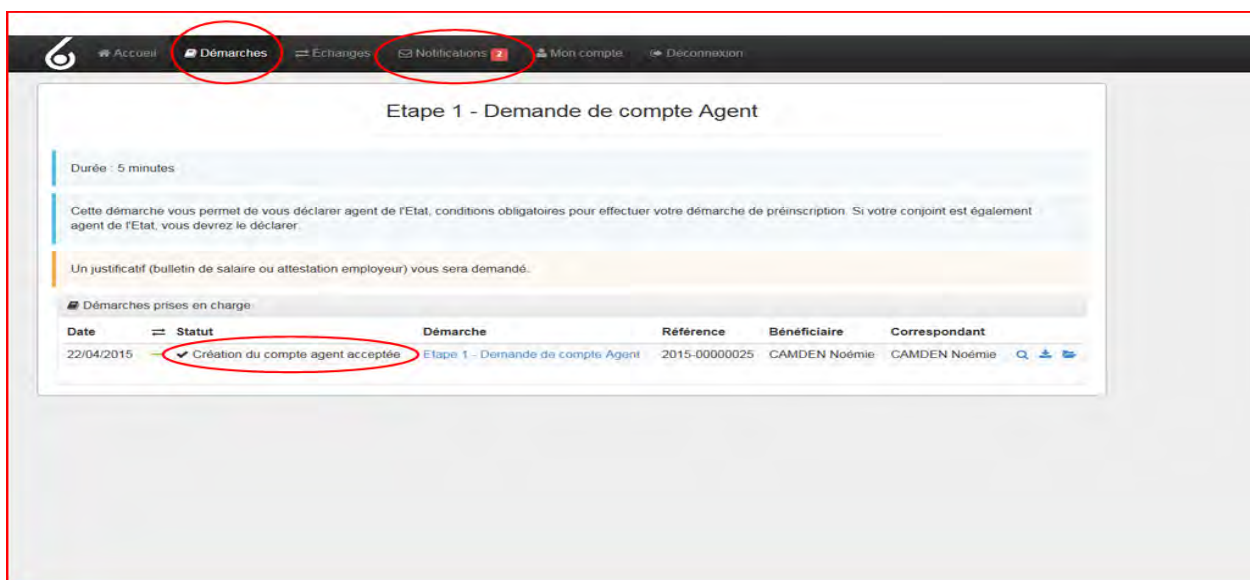 Accueil Démarches Echanges Notifications 2 Mon compte Déconnexion
Etape 1 - Demande de compte Agent
Durée : 5 minutes
Cette démarche vous permet de vous déclarer agent de l'Etat, conditions obligatoires pour effectuer votre démarche de préinscription. Si votre conjoint est également
agent de l'Etat, vous devrez le déclarer.
Un justificatif (bulletin de salaire ou attestation employeur) vous sera demandé.
Démarches prises en charge
Date Statut Démarche Référence Bénéficiaire Correspondant
22/04/2015 Création du compte agent acceptée Etape 1 - Demande de compte Agent 2015-00000025 CAMDEN Noémie CAMDEN Noémie